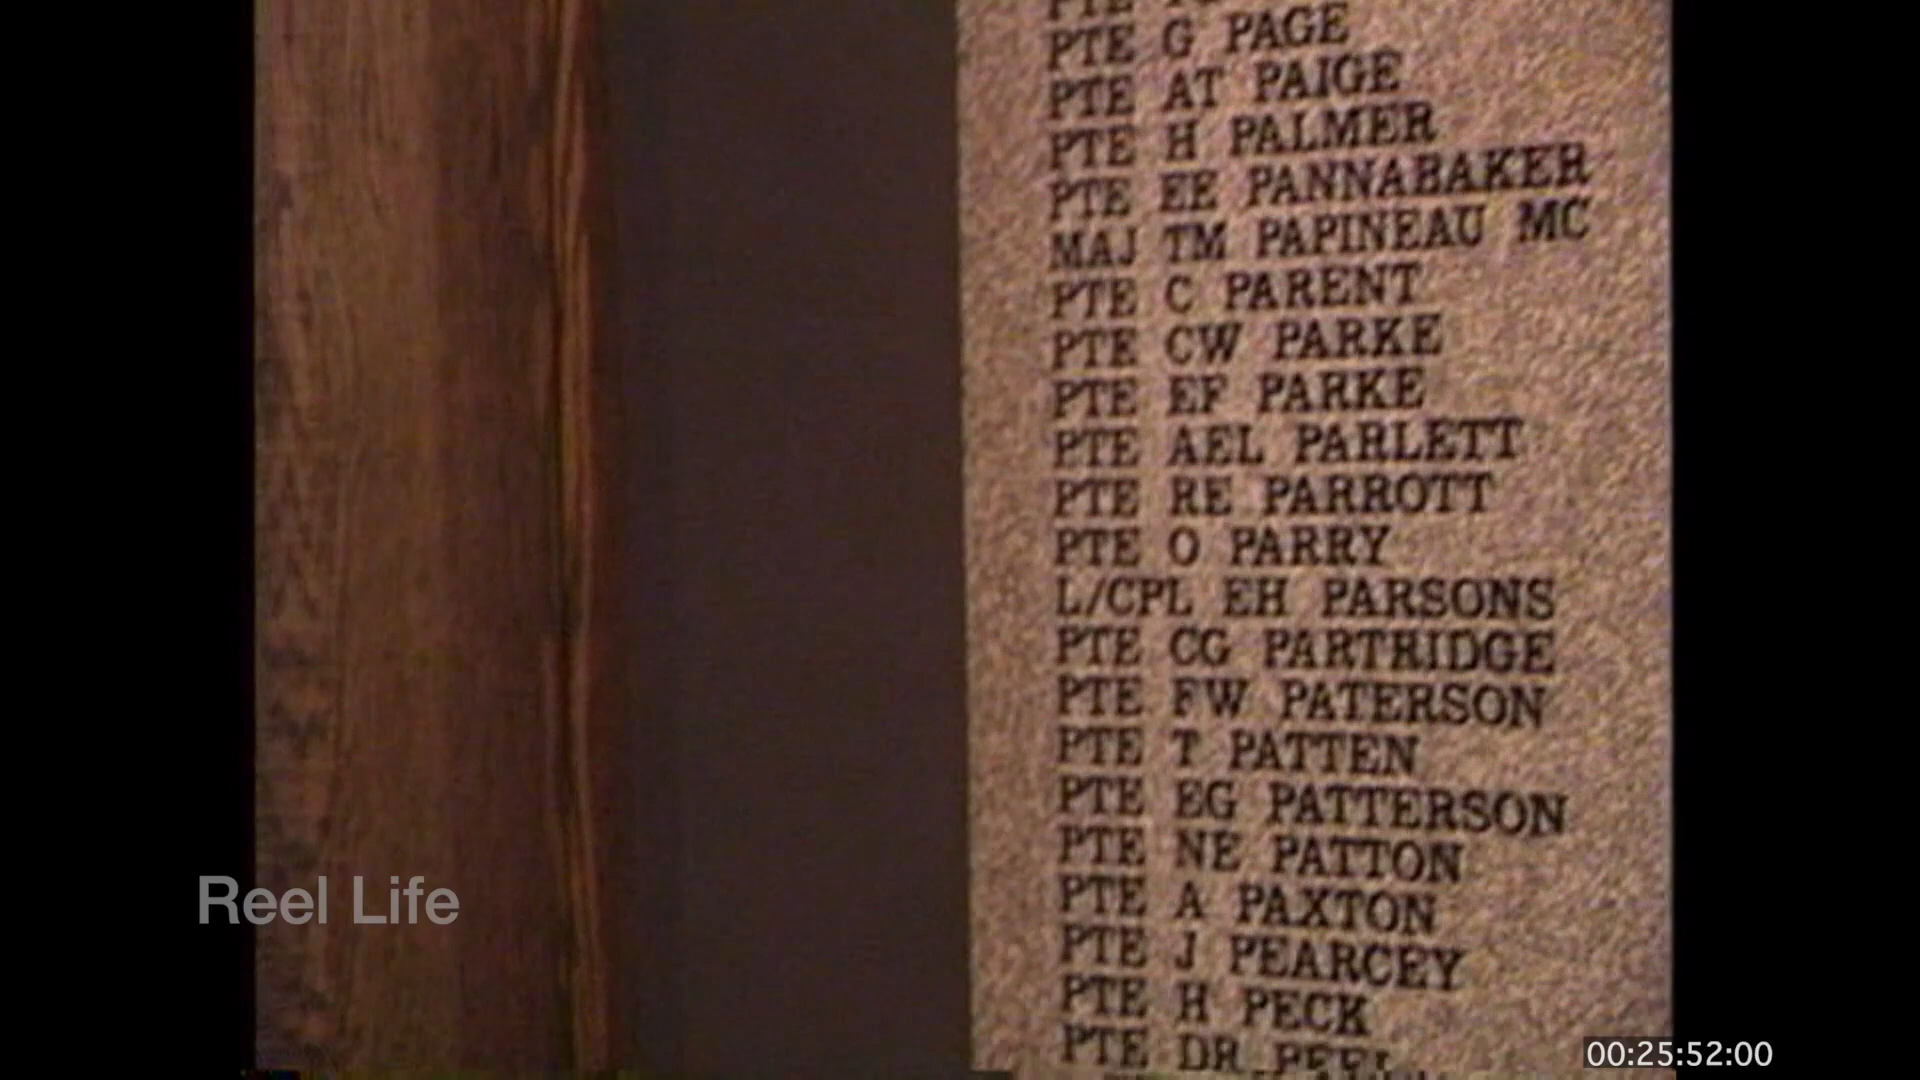 PTE G PAGE
PTE AT PAIGE
PTE H PALMER
PTE EE PANNABAKER
MAJ TM PAPINEAU MC
PTE C PARENT
PTE CW PARKE
PTE EF PARKE
PTE AEL PARLETT
PTE RE PARROTT
PTE O PARRY
L/CPL EH PARSONS
PTE CG PARTRIDGE
PTE FW PATERSON
PTE T PATTEN
PTE EG PATTERSON
PTE NE PATTON
PTE A PAXTON
PTE J PEARCEY
PTE H PECK
PTE DR
Reel Life
00:25:52:00